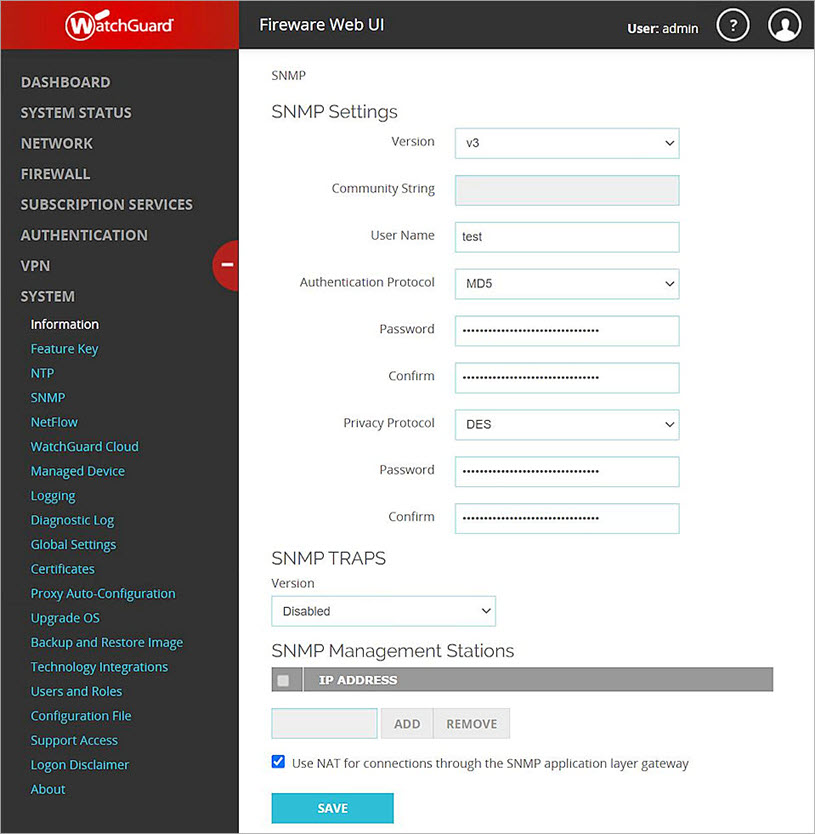 WatchGuard
Fireware Web UI
User: admin
?
DASHBOARD
SYSTEM STATUS
NETWORK
FIREWALL
SUBSCRIPTION SERVICES
AUTHENTICATION
VPN
SYSTEM
Information
Feature Key
NTP
SNMP
NetFlow
WatchGuard Cloud
Managed Device
Logging
Diagnostic Log
Global Settings
Certificates
Proxy Auto-Configuration
Upgrade OS
Backup and Restore Image
Technology Integrations
Users and Roles
Configuration File
Support Access
Logon Disclaimer
About
SNMP
SNMP Settings
Version v3
Community String
User Name test
Authentication Protocol MD5
Password ••••••••••••••••••••••••••••••••
Confirm ••••••••••••••••••••••••••••••••
Privacy Protocol DES
Password ••••••••••••••••••••••••••••••••
Confirm ••••••••••••••••••••••••••••••••
SNMP TRAPS
Version
Disabled
SNMP Management Stations
IP ADDRESS
ADD REMOVE
Use NAT for connections through the SNMP application layer gateway
SAVE